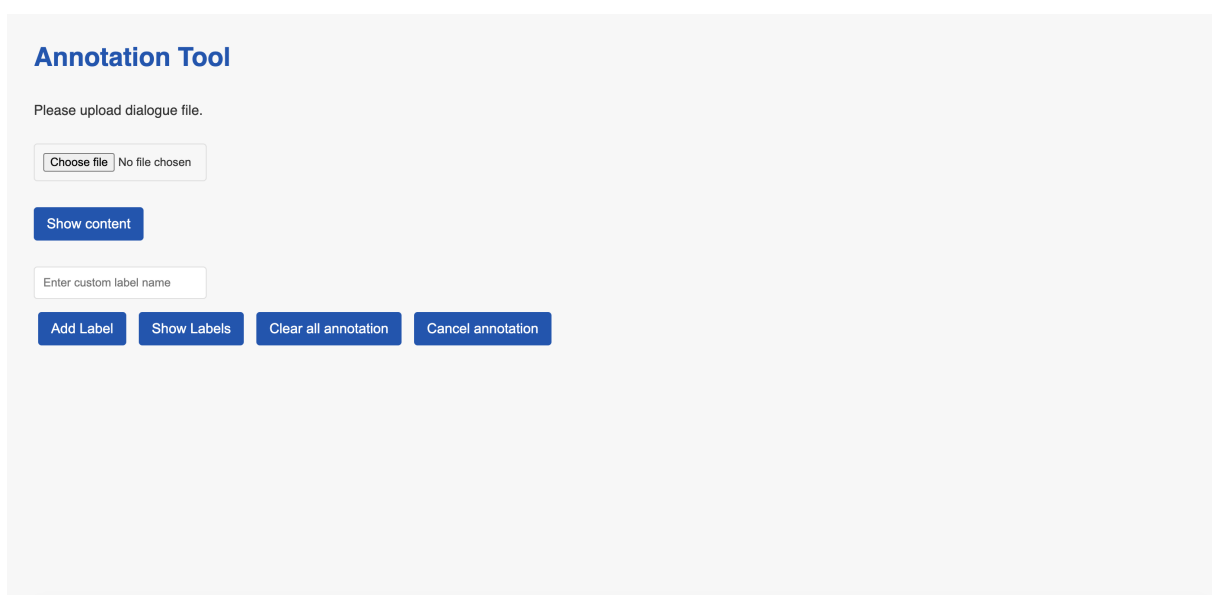 Annotation Tool
Please upload dialogue file.
Choose file No file chosen
Show content
Enter custom label name
Add Label Show Labels Clear all annotation Cancel annotation